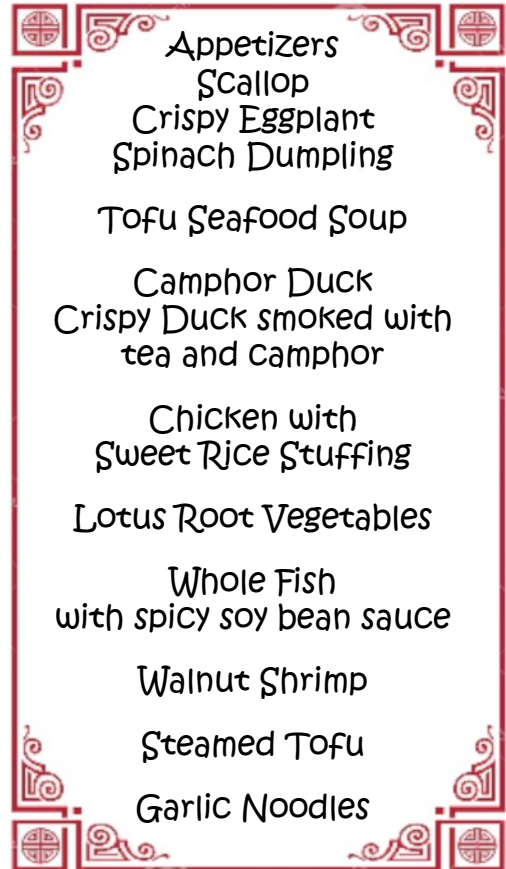 Appetizers
Scallop
Crispy Eggplant
Spinach Dumpling
Tofu Seafood Soup
Camphor Duck
Crispy Duck smoked with
tea and camphor
Chicken with
Sweet Rice Stuffing
Lotus Root Vegetables
Whole Fish
with spicy soy bean sauce
Walnut Shrimp
Steamed Tofu
Garlic Noodles